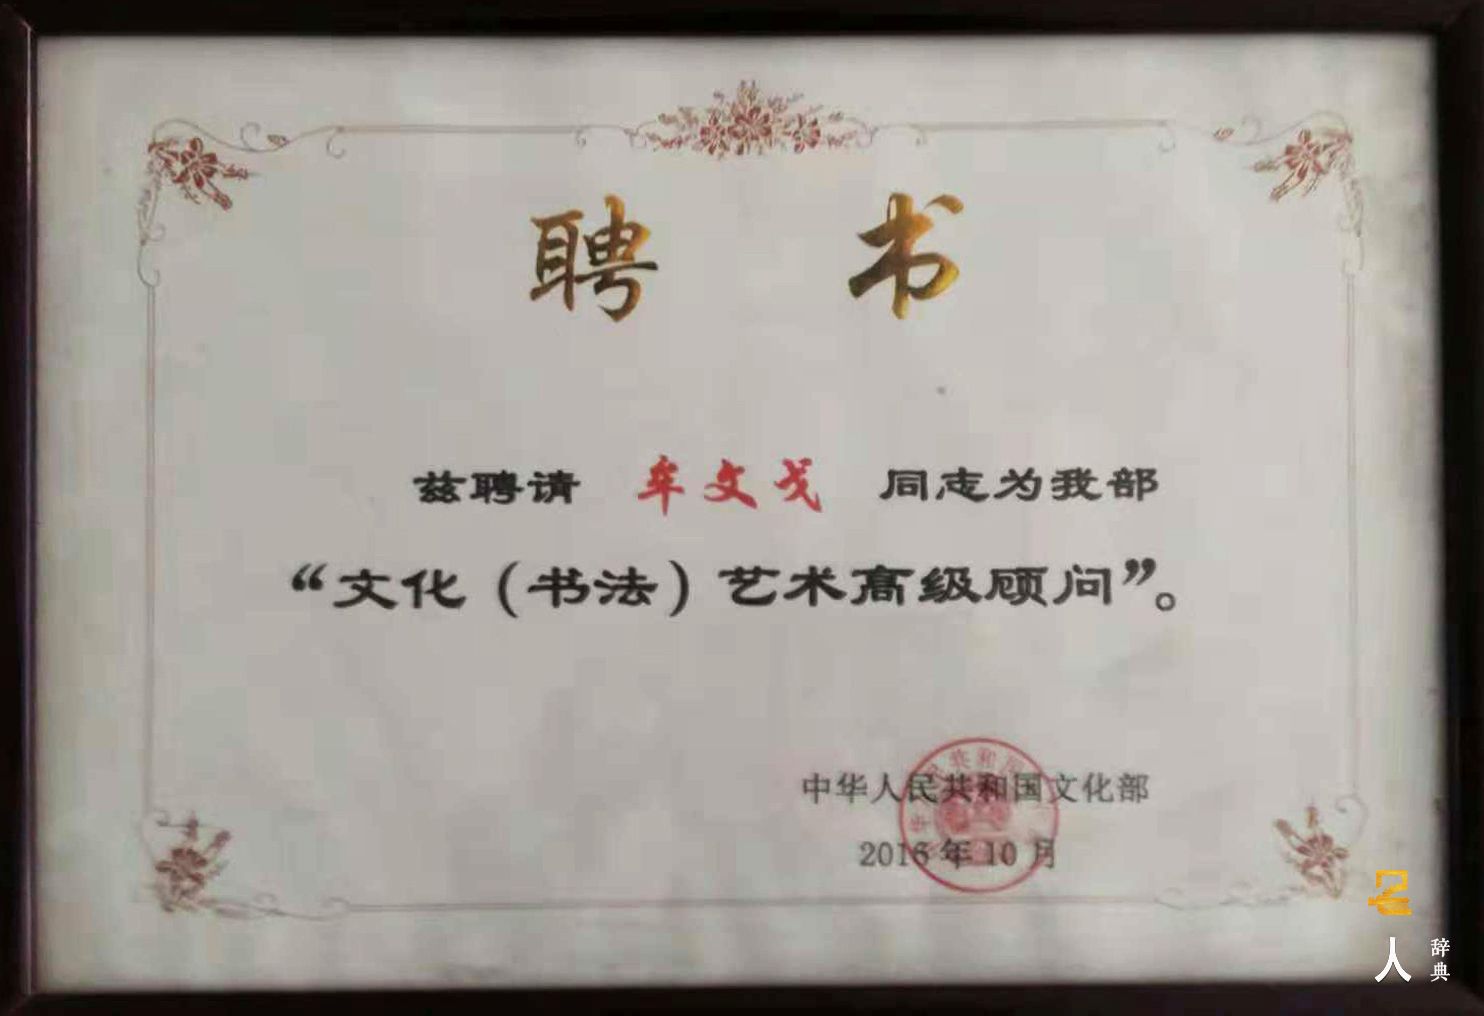 聘书
兹聘请 牟文戈 同志为我部
“文化（书法）艺术高级顾问”。
中华人民共和国文化部
2016年10月
名人
辞典